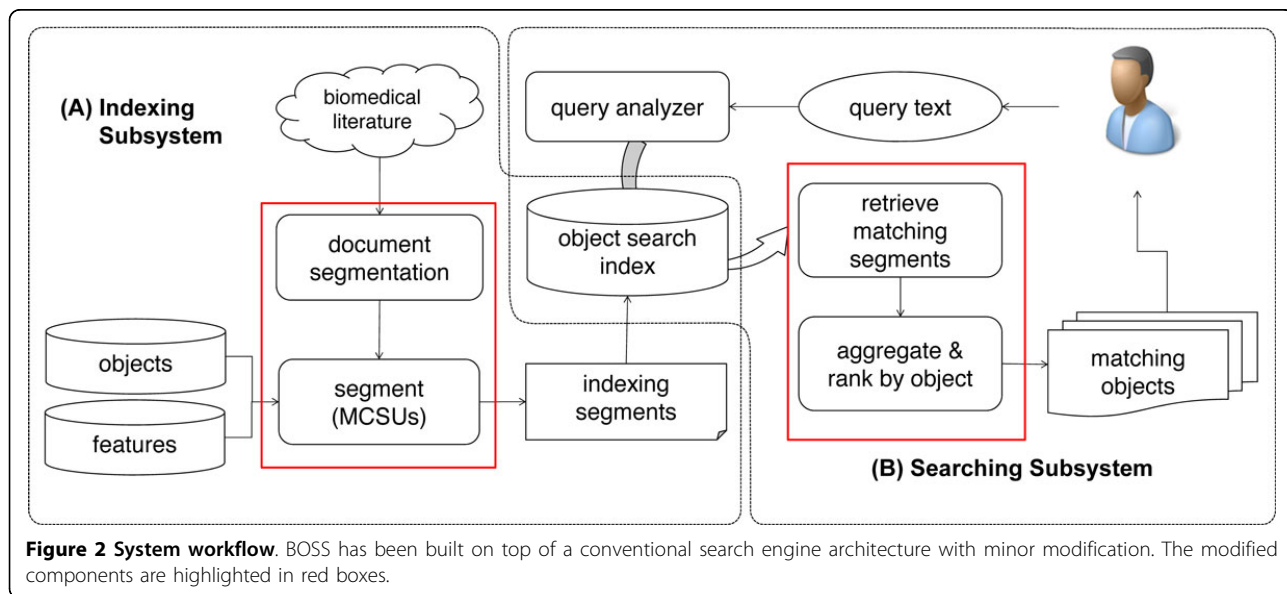 (A) Indexing
Subsystem
biomedical
literature
document
segmentation
objects
features
segment
(MCSUs)
indexing
segments
object search
index
query analyzer
query text
retrieve
matching
segments
aggregate &
rank by object
matching
objects
(B) Searching Subsystem
Figure 2 System workflow. BOSS has been built on top of a conventional search engine architecture with minor modification. The modified
components are highlighted in red boxes.